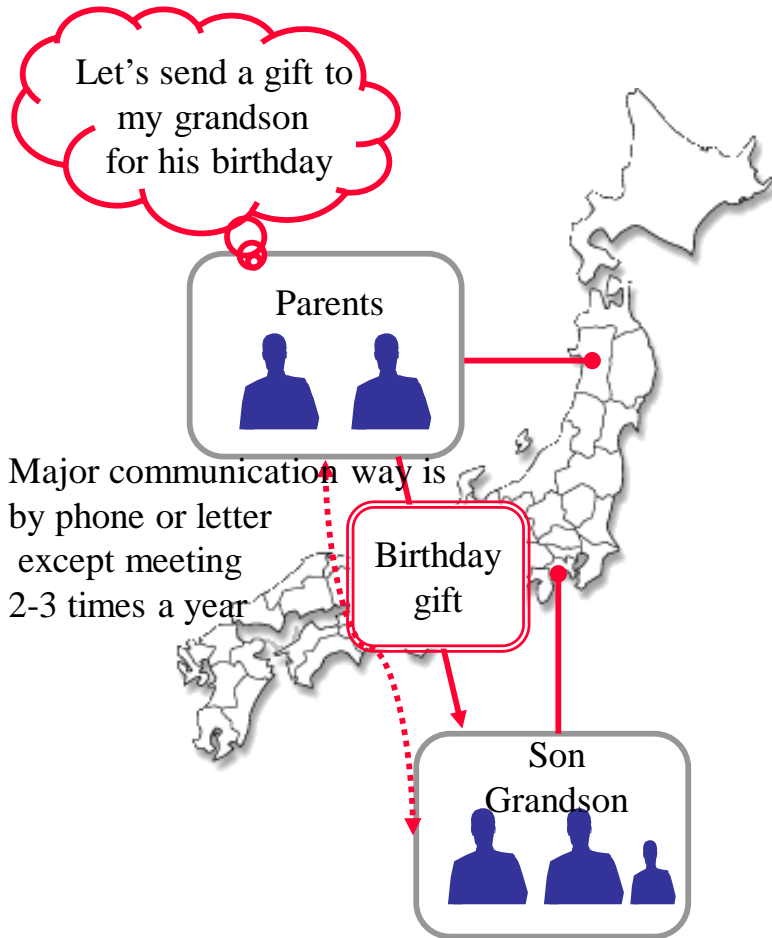 Let’s send a gift to
my grandson
for his birthday
Parents
Major communication way is
by phone or letter
except meeting
2-3 times a year
Birthday
gift
Son
Grandson